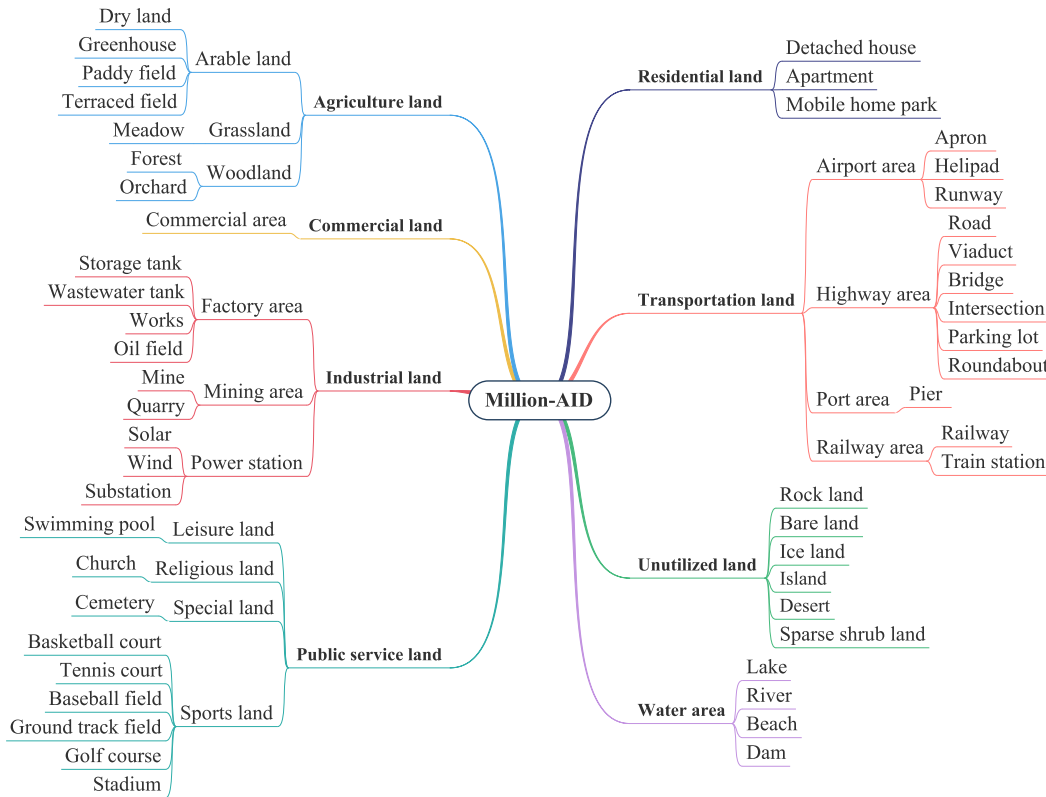 Million-AID
Agriculture land
Arable land
Dry land
Greenhouse
Paddy field
Terraced field
Grassland
Meadow
Woodland
Forest
Orchard
Commercial land
Commercial area
Industrial land
Factory area
Storage tank
Wastewater tank
Works
Oil field
Mining area
Mine
Quarry
Power station
Solar
Wind
Substation
Public service land
Leisure land
Swimming pool
Religious land
Church
Special land
Cemetery
Sports land
Basketball court
Tennis court
Baseball field
Ground track field
Golf course
Stadium
Residential land
Detached house
Apartment
Mobile home park
Transportation land
Airport area
Apron
Helipad
Runway
Highway area
Road
Viaduct
Bridge
Intersection
Parking lot
Roundabout
Port area
Pier
Railway area
Railway
Train station
Unutilized land
Rock land
Bare land
Ice land
Island
Desert
Sparse shrub land
Water area
Lake
River
Beach
Dam